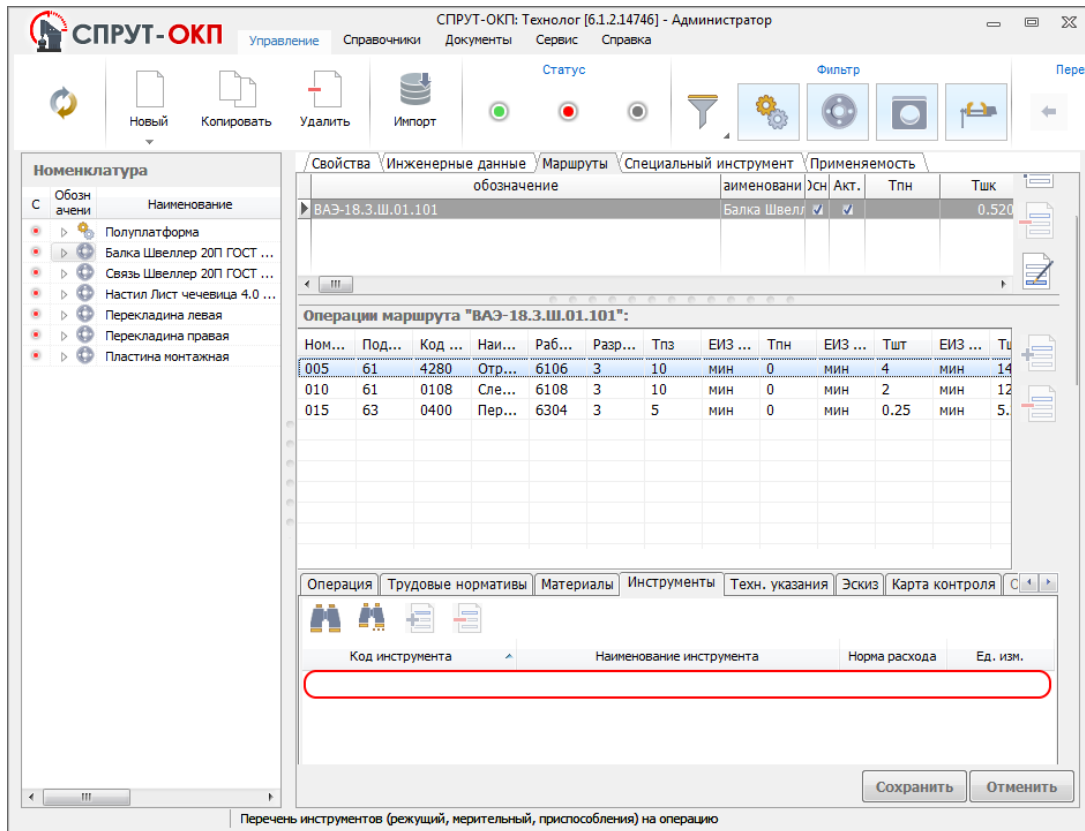 СПРУТ-ОКП: Технолог [6.1.2.14746] - Администратор
СПРУТ-ОКП
Управление Справочники Документы Сервис Справка
Статус Фильтр Пере
Новый Копировать Удалить Импорт
Номенклатура
С Обозн ачени Наименование
Полуплатформа
Балка Швеллер 20П ГОСТ ...
Связь Швеллер 20П ГОСТ ...
Настил Лист чечевица 4.0 ...
Перекладина левая
Перекладина правая
Пластина монтажная
Свойства Инженерные данные Маршруты Специальный инструмент Применяемость
обозначение аименовани Осн Акт. Тпн Тшк
ВАЭ-18.3.Ш.01.101 Балка Швелл 0.520
Операции маршрута "ВАЭ-18.3.Ш.01.101":
Ном... Под... Код ... Наи... Раб... Разр... Тпз ЕИЗ ... Тпн ЕИЗ ... Тшт ЕИЗ ... Тш
005 61 4280 Отр... 6106 3 10 мин 0 мин 4 мин 14
010 61 0108 Сле... 6108 3 10 мин 0 мин 2 мин 12
015 63 0400 Пер... 6304 3 5 мин 0 мин 0.25 мин 5.
Операция Трудовые нормативы Материалы Инструменты Техн. указания Эскиз Карта контроля
Код инструмента Наименование инструмента Норма расхода Ед. изм.
Сохранить Отменить
Перечень инструментов (режущий, мерительный, приспособления) на операцию